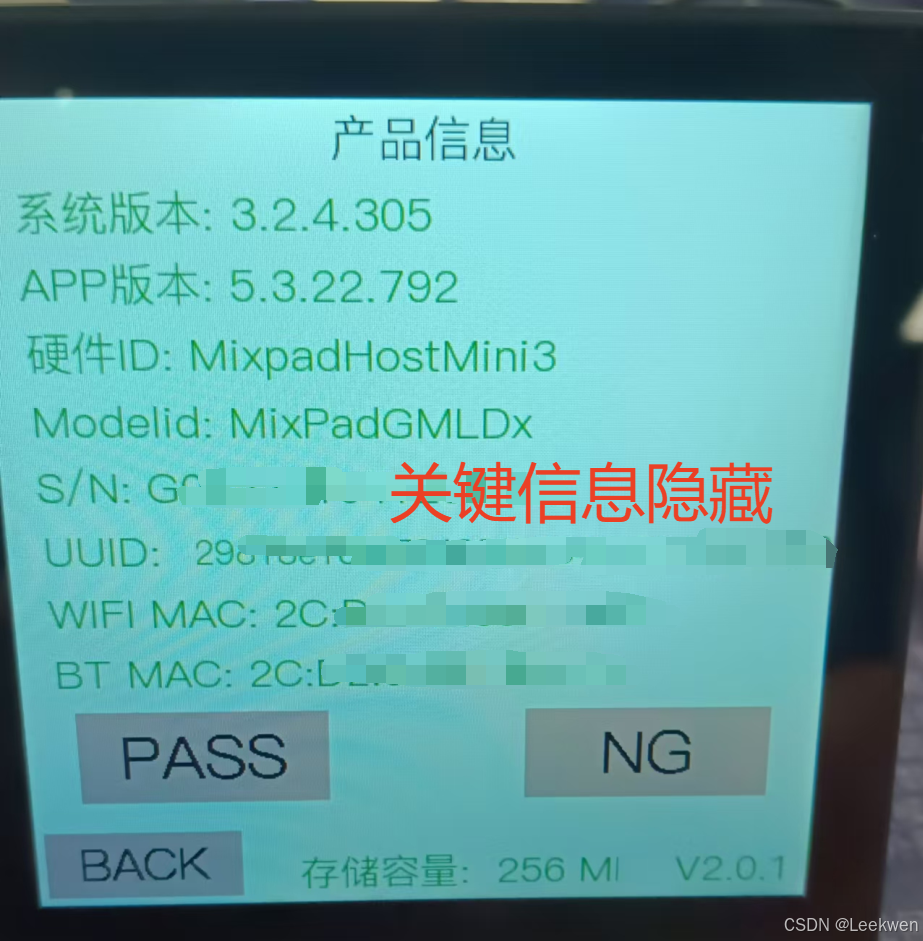 产品信息
系统版本: 3.2.4.305
APP版本: 5.3.22.792
硬件ID: MixpadHostMini3
Modelid: MixPadGMLDx
S/N:
关键信息隐藏
UUID:
WIFI MAC: 2C:
BT MAC: 2C:
PASS
NG
BACK
存储容量: 256 M
V2.0.1
CSDN @Leekwen